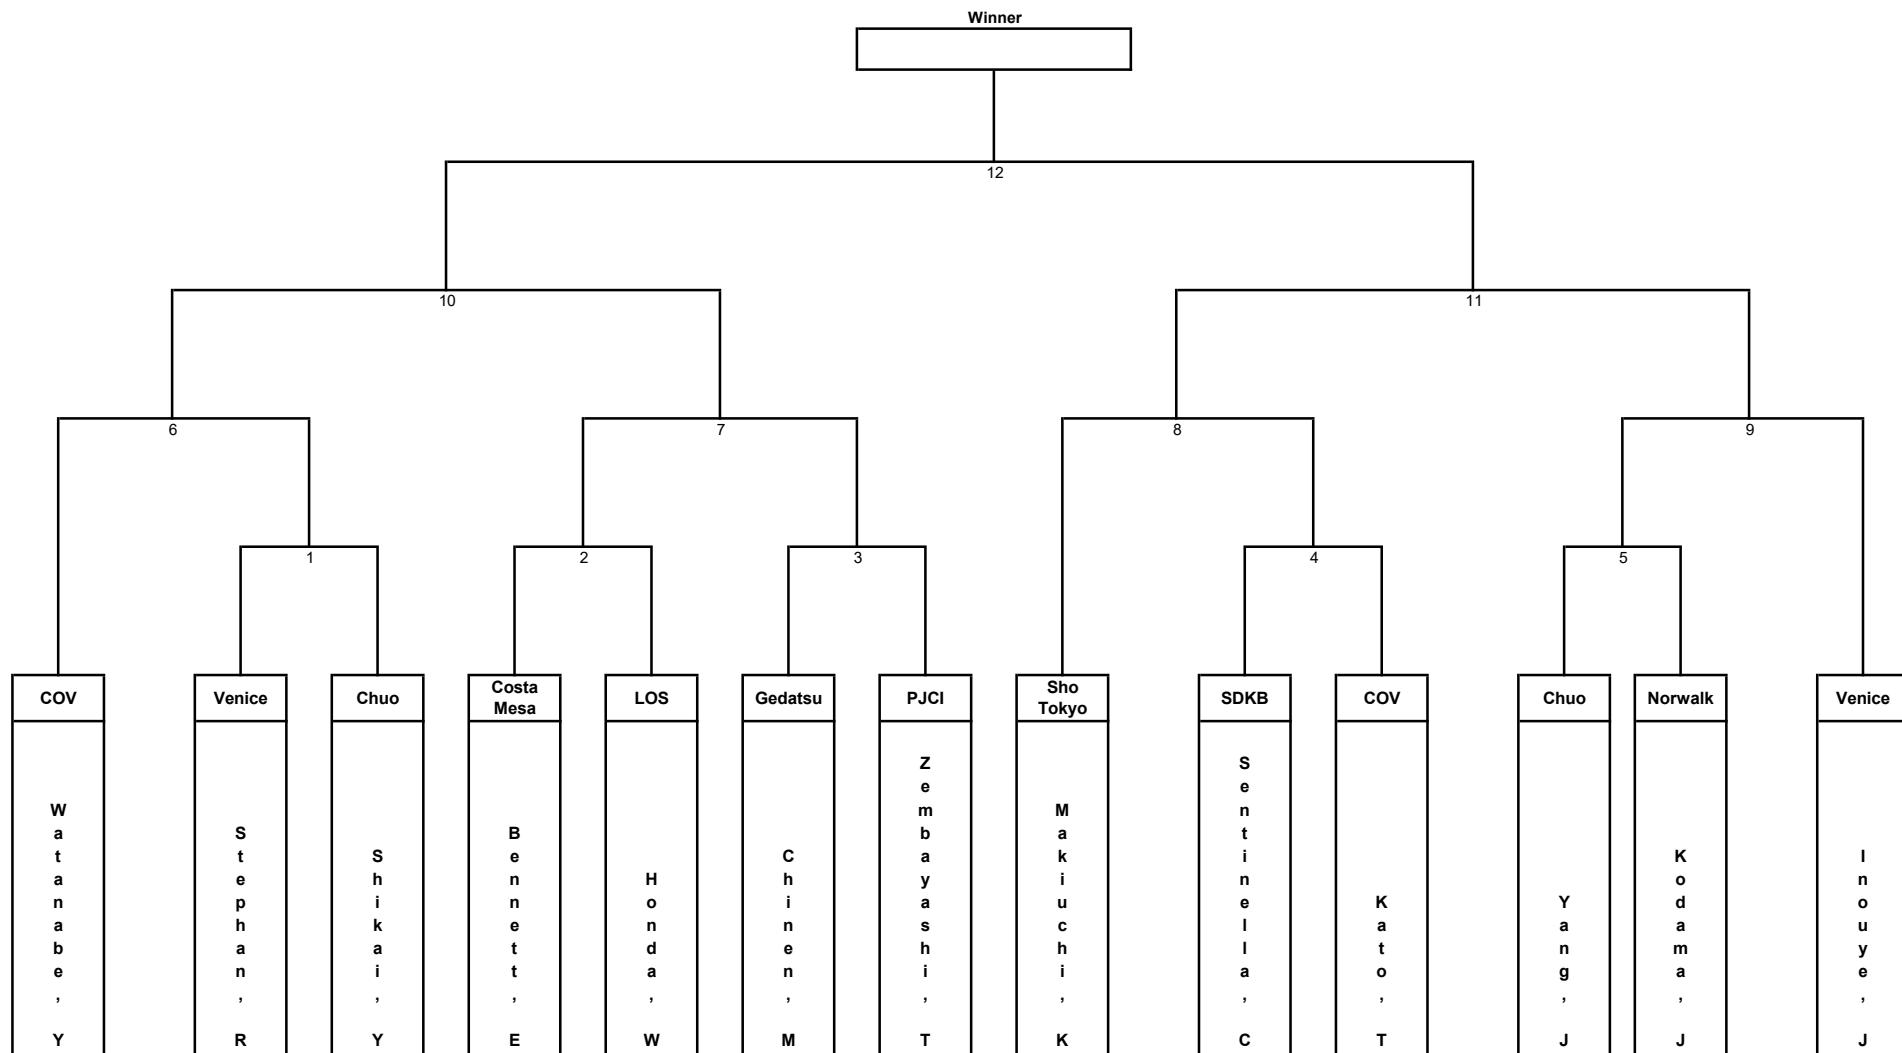 Winner
12
10
11
6
7
8
9
1
2
3
4
5
COV
Venice
Chuo
Costa
Mesa
LOS
Gedatsu
PJCI
Sho
Tokyo
SDKB
COV
Chuo
Norwalk
Venice
Watanabe, Y
Stephan, R
Shikai, Y
Bennett, E
Honda, W
Chinen, M
Zembayashi, T
Makiuchi, K
Sentinella, C
Kato, T
Yang, J
Kodama, J
Inouye, J